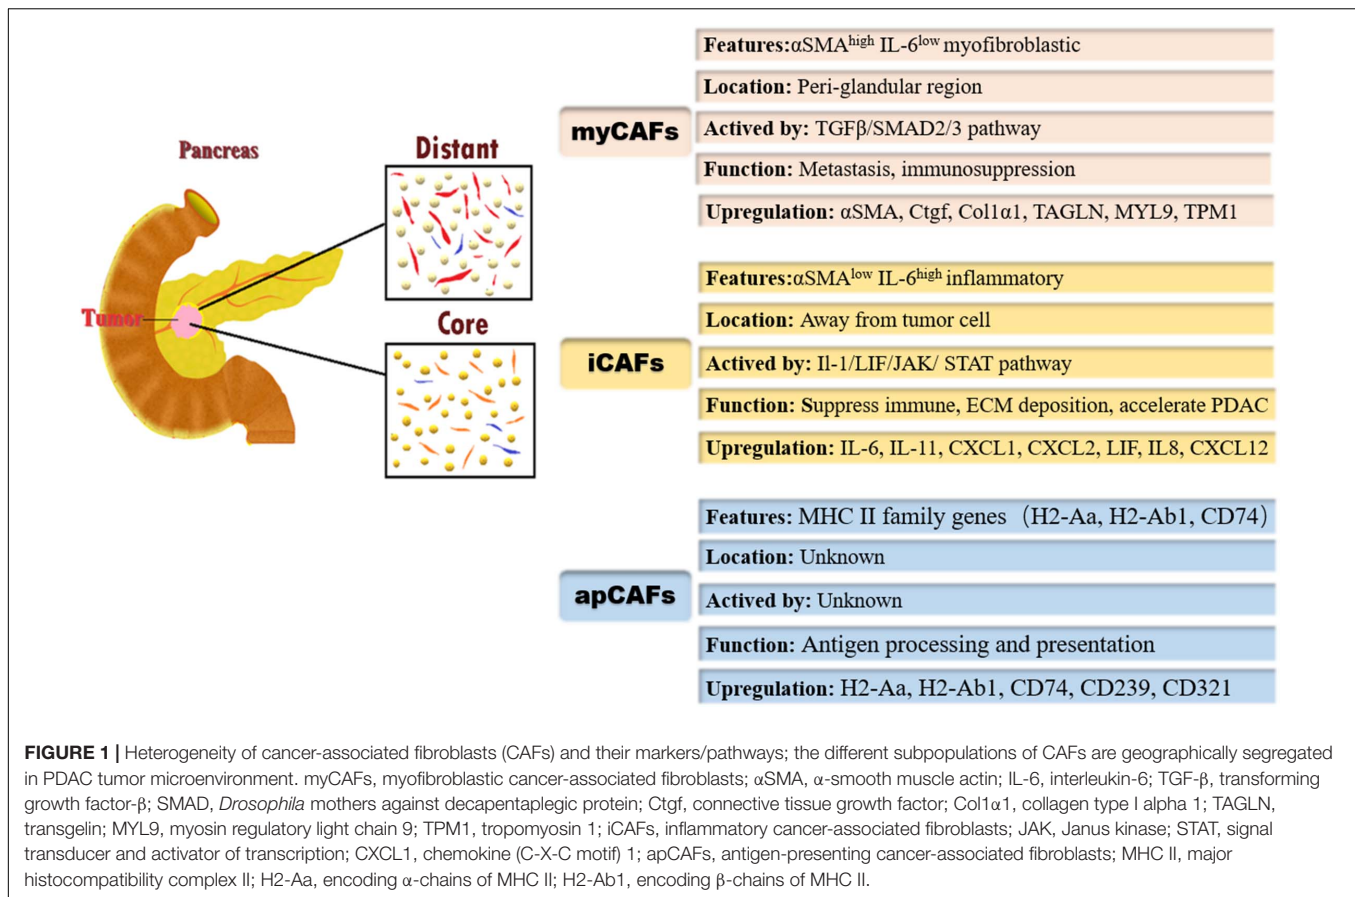 Pancreas
Tumor
Distant
Core
myCAFs
Features:αSMAhigh IL-6low myofibroblastic
Location: Peri-glandular region
Actived by: TGFβ/SMAD2/3 pathway
Function: Metastasis, immunosuppression
Upregulation: αSMA, Ctgf, Col1α1, TAGLN, MYL9, TPM1
iCAFs
Features:αSMAlow IL-6high inflammatory
Location: Away from tumor cell
Actived by: Il-1/LIF/JAK/ STAT pathway
Function: Suppress immune, ECM deposition, accelerate PDAC
Upregulation: IL-6, IL-11, CXCL1, CXCL2, LIF, IL8, CXCL12
apCAFs
Features: MHC II family genes（H2-Aa, H2-Ab1, CD74）
Location: Unknown
Actived by: Unknown
Function: Antigen processing and presentation
Upregulation: H2-Aa, H2-Ab1, CD74, CD239, CD321
FIGURE 1 | Heterogeneity of cancer-associated fibroblasts (CAFs) and their markers/pathways; the different subpopulations of CAFs are geographically segregated
in PDAC tumor microenvironment. myCAFs, myofibroblastic cancer-associated fibroblasts; αSMA, α-smooth muscle actin; IL-6, interleukin-6; TGF-β, transforming
growth factor-β; SMAD, Drosophila mothers against decapentaplegic protein; Ctgf, connective tissue growth factor; Col1α1, collagen type I alpha 1; TAGLN,
transgelin; MYL9, myosin regulatory light chain 9; TPM1, tropomyosin 1; iCAFs, inflammatory cancer-associated fibroblasts; JAK, Janus kinase; STAT, signal
transducer and activator of transcription; CXCL1, chemokine (C-X-C motif) 1; apCAFs, antigen-presenting cancer-associated fibroblasts; MHC II, major
histocompatibility complex II; H2-Aa, encoding α-chains of MHC II; H2-Ab1, encoding β-chains of MHC II.